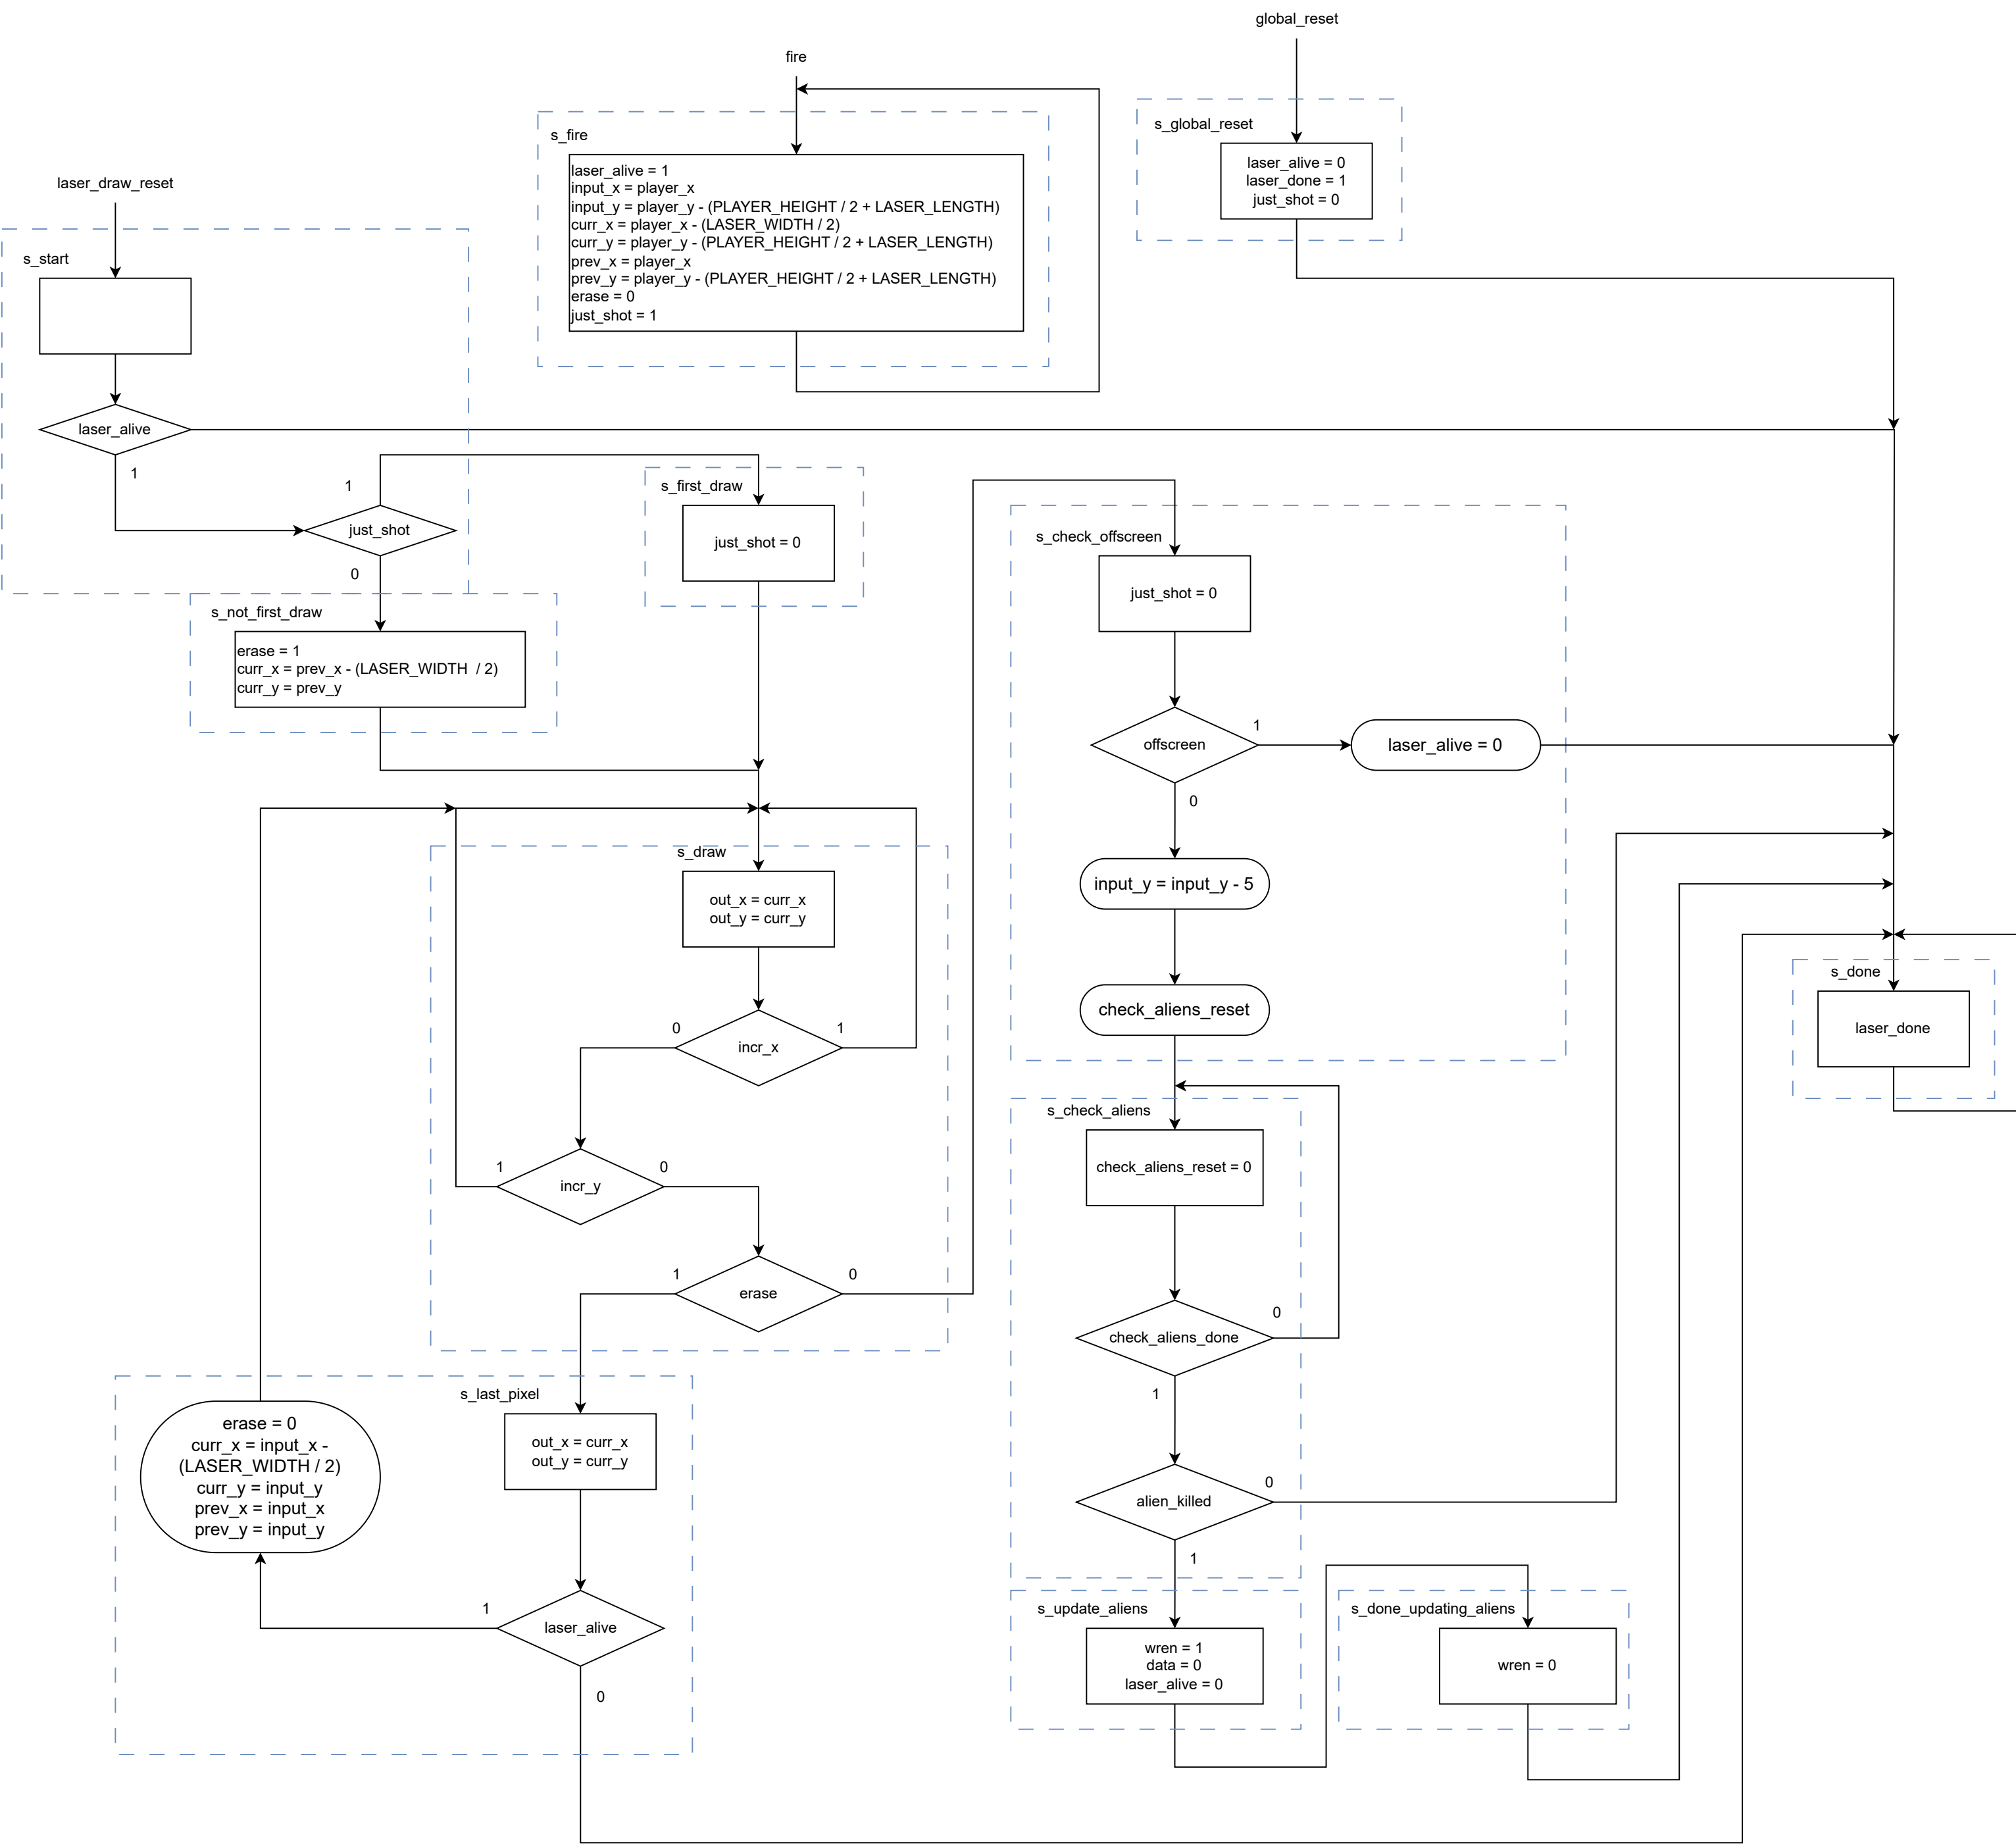 global_reset
fire
s_global_reset
laser_alive = 0
laser_done = 1
just_shot = 0
s_fire
laser_alive = 1
input_x = player_x
input_y = player_y - (PLAYER_HEIGHT / 2 + LASER_LENGTH)
curr_x = player_x - (LASER_WIDTH / 2)
curr_y = player_y - (PLAYER_HEIGHT / 2 + LASER_LENGTH)
prev_x = player_x
prev_y = player_y - (PLAYER_HEIGHT / 2 + LASER_LENGTH)
erase = 0
just_shot = 1
laser_draw_reset
s_start
laser_alive
1
just_shot
1
0
s_first_draw
just_shot = 0
s_not_first_draw
erase = 1
curr_x = prev_x - (LASER_WIDTH / 2)
curr_y = prev_y
s_draw
out_x = curr_x
out_y = curr_y
incr_x
0
1
incr_y
1
0
erase
1
0
s_last_pixel
out_x = curr_x
out_y = curr_y
laser_alive
1
0
erase = 0
curr_x = input_x -
(LASER_WIDTH / 2)
curr_y = input_y
prev_x = input_x
prev_y = input_y
s_check_offscreen
just_shot = 0
offscreen
1
laser_alive = 0
0
input_y = input_y - 5
check_aliens_reset
s_check_aliens
check_aliens_reset = 0
check_aliens_done
0
1
alien_killed
0
1
s_update_aliens
wren = 1
data = 0
laser_alive = 0
s_done_updating_aliens
wren = 0
s_done
laser_done